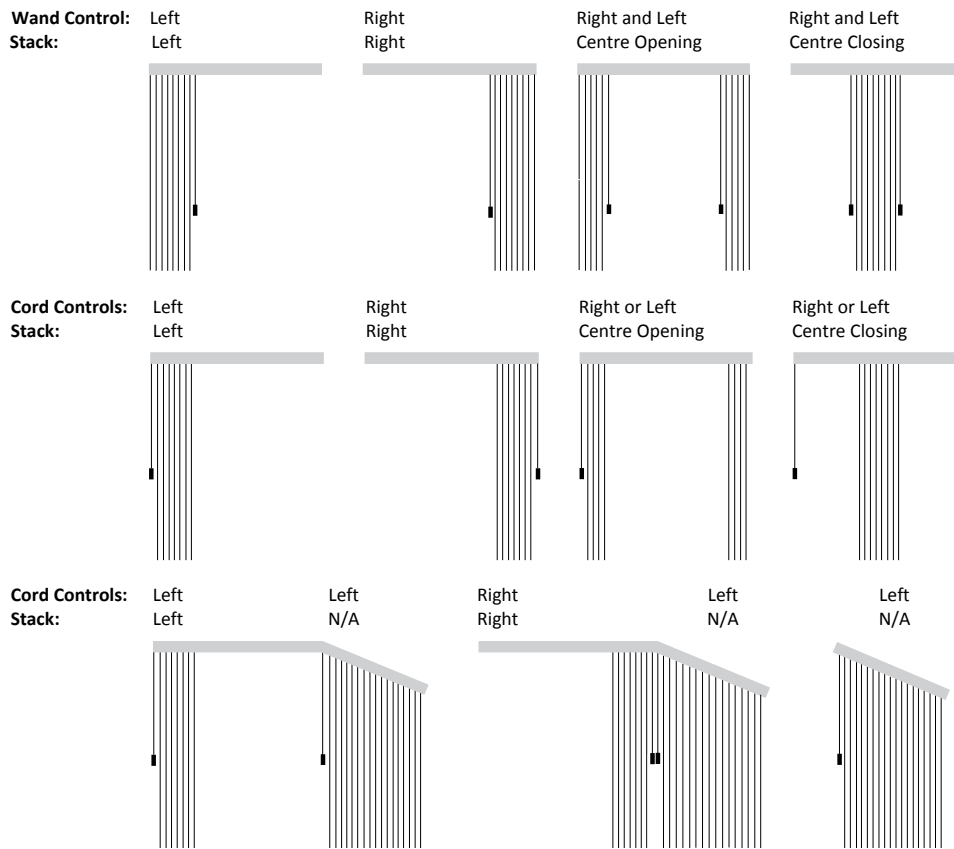 Wand Control: Left Right Right and Left Right and Left
Stack: Left Right Centre Opening Centre Closing
Cord Controls: Left Right Right or Left Right or Left
Stack: Left Right Centre Opening Centre Closing
Cord Controls: Left Left Right Left Left
Stack: Left N/A Right N/A N/A